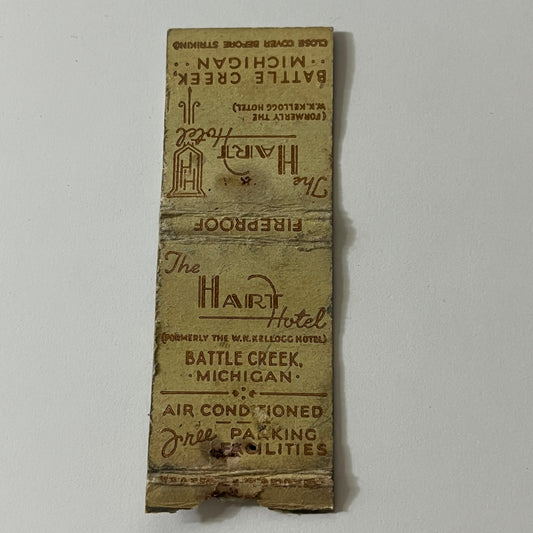 CLOSE COVER BEFORE STRIKING
BATTLE CREEK,
· · MICHIGAN · ·
(FORMERLY THE
W.K.KELLOGG HOTEL)
The
HART
Hotel
HH
FIREPROOF
The
HART
Hotel
(FORMERLY THE W.K.KELLOGG HOTEL)
BATTLE CREEK,
· MICHIGAN ·
AIR CONDITIONED
Free PARKING
FACILITIES